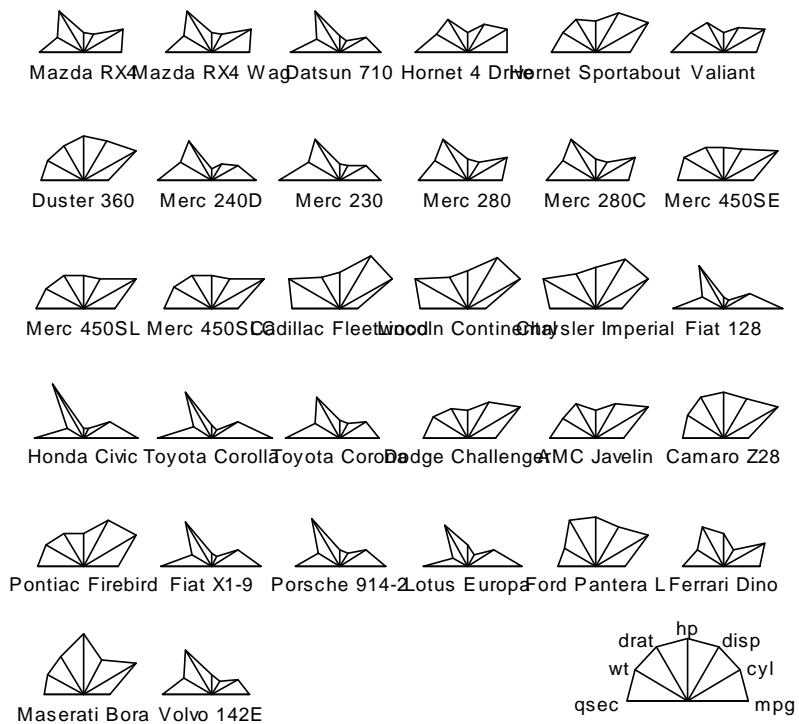 Mazda RX4 Mazda RX4 Wag Datsun 710 Hornet 4 Drive Hornet Sportabout Valiant
Duster 360 Merc 240D Merc 230 Merc 280 Merc 280C Merc 450SE
Merc 450SL Merc 450SLC Cadillac Fleetwood Lincoln Continental Chrysler Imperial Fiat 128
Honda Civic Toyota Corolla Toyota Corona Dodge Challenger AMC Javelin Camaro Z28
Pontiac Firebird Fiat X1-9 Porsche 914-2 Lotus Europa Ford Pantera L Ferrari Dino
Maserati Bora Volvo 142E
hp
drat disp
wt cyl
qsec mpg